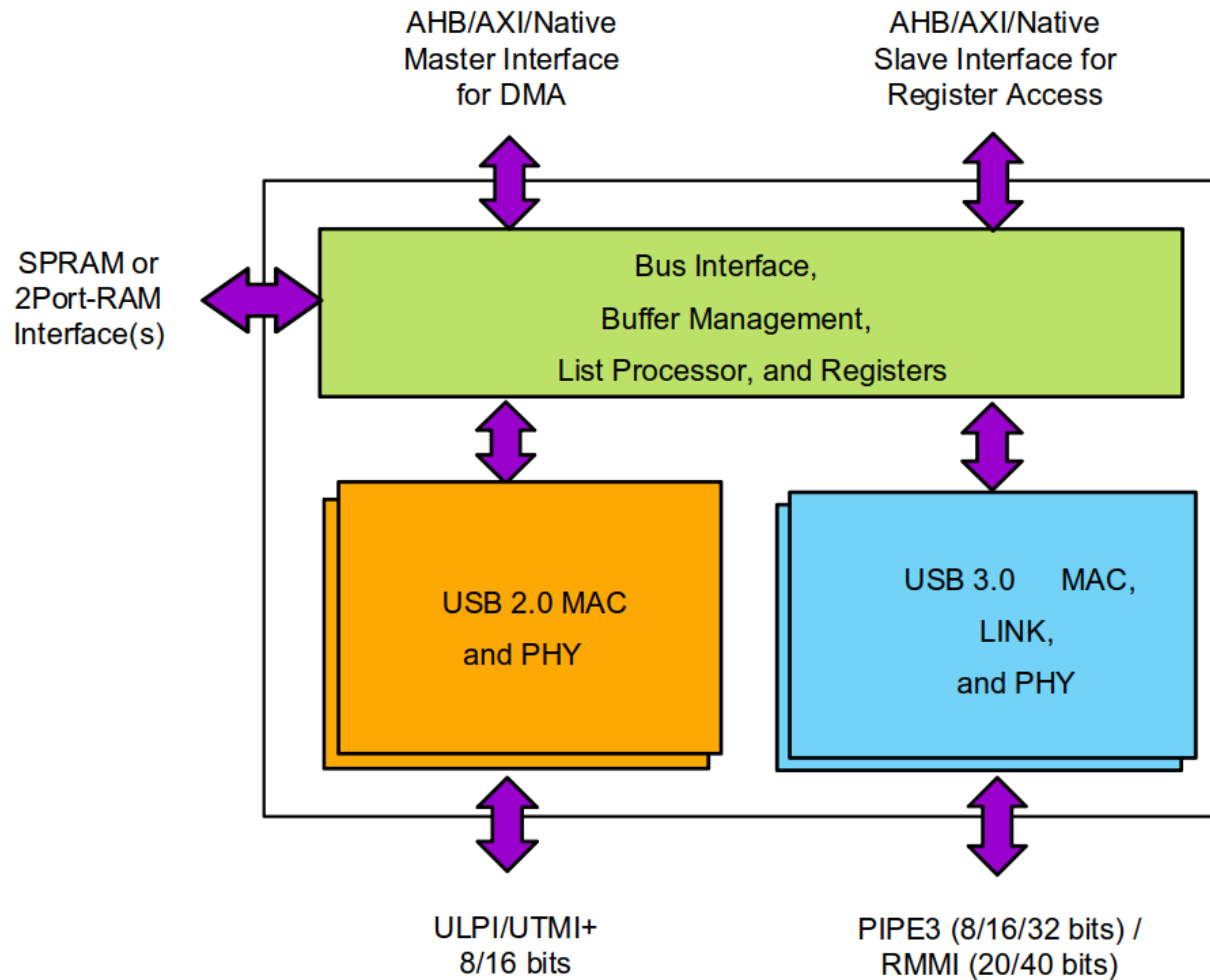 AHB/AXI/Native
Master Interface
for DMA
AHB/AXI/Native
Slave Interface for
Register Access
SPRAM or
2Port-RAM
Interface(s)
Bus Interface,
Buffer Management,
List Processor, and Registers
USB 2.0 MAC
and PHY
USB 3.0 MAC,
LINK,
and PHY
ULPI/UTMI+
8/16 bits
PIPE3 (8/16/32 bits) /
RMMI (20/40 bits)